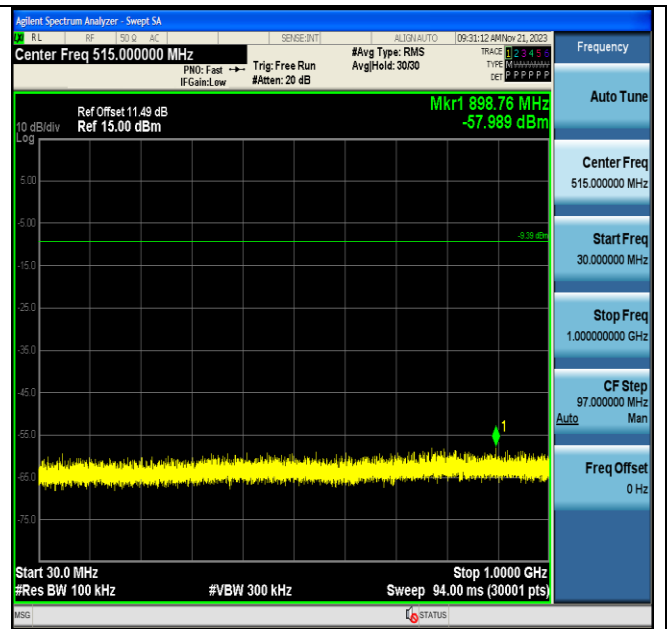 Agilent Spectrum Analyzer - Swept SA
RL RF 50 Ω AC SENSE:INT ALIGN AUTO 09:31:12 AM Nov 21, 2023
Center Freq 515.000000 MHz
PNO: Fast
IFGain:Low
Trig: Free Run
#Atten: 20 dB
#Avg Type: RMS
Avg|Hold: 30/30
TRACE 1 2 3 4 5 6
TYPE M
DET P P P P P P
Ref Offset 11.49 dB
10 dB/div Ref 15.00 dBm
Log
Mkr1 898.76 MHz
-57.989 dBm
5.00
-5.00
-9.39 dBm
-15.0
-25.0
-35.0
-45.0
-55.0
1
-65.0
-75.0
Start 30.0 MHz Stop 1.0000 GHz
#Res BW 100 kHz #VBW 300 kHz Sweep 94.00 ms (30001 pts)
MSG STATUS
Frequency
Auto Tune
Center Freq
515.000000 MHz
Start Freq
30.000000 MHz
Stop Freq
1.000000000 GHz
CF Step
97.000000 MHz
Auto Man
Freq Offset
0 Hz